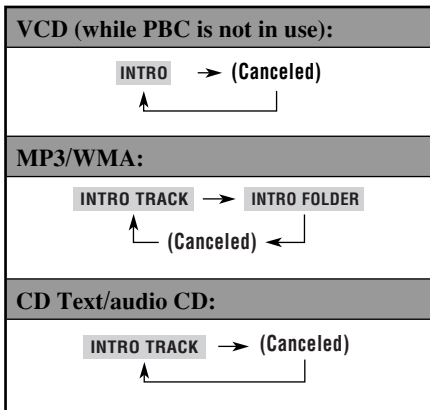 VCD (while PBC is not in use):
INTRO (Canceled)
MP3/WMA:
INTRO TRACK INTRO FOLDER
(Canceled)
CD Text/audio CD:
INTRO TRACK (Canceled)